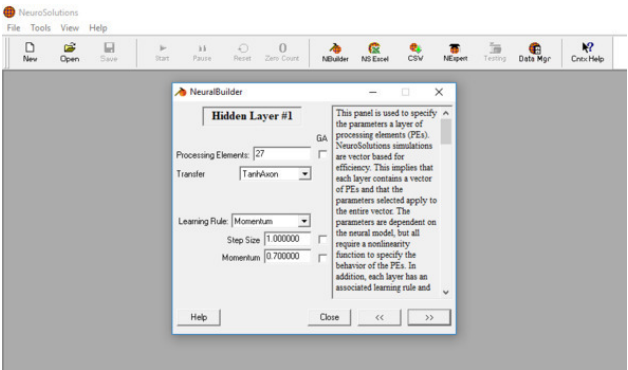 NeuroSolutions
File Tools View Help
New Open Save Start Pause Reset Zero Count NBuilder NS Excel CSV NExpert Testing Data Mgr Cntx Help
NeuralBuilder
Hidden Layer #1
GA
Processing Elements: 27
Transfer TanhAxon
Learning Rule: Momentum
Step Size 1.000000
Momentum 0.700000
This panel is used to specify
the parameters a layer of
processing elements (PEs).
NeuroSolutions simulations
are vector based for
efficiency. This implies that
each layer contains a vector
of PEs and that the
parameters selected apply to
the entire vector. The
parameters are dependent on
the neural model, but all
require a nonlinearity
function to specify the
behavior of the PEs. In
addition, each layer has an
associated learning rule and
Help Close << >>